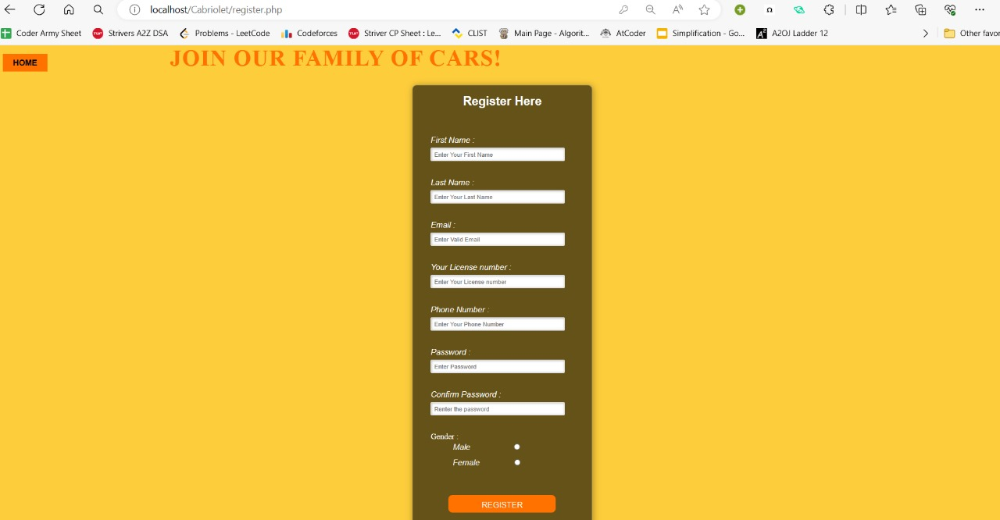 localhost/Cabriolet/register.php
Coder Army Sheet TUF Strivers A2Z DSA Problems - LeetCode Codeforces TUF Striver CP Sheet : Le... CLIST Main Page - Algorit... AtCoder Simplification - Go... A² A2OJ Ladder 12 Other favor
HOME JOIN OUR FAMILY OF CARS!
Register Here
First Name :
Enter Your First Name
Last Name :
Enter Your Last Name
Email :
Enter Valid Email
Your License number :
Enter Your License number
Phone Number :
Enter Your Phone Number
Password :
Enter Password
Confirm Password :
Renter the password
Gender :
Male
Female
REGISTER